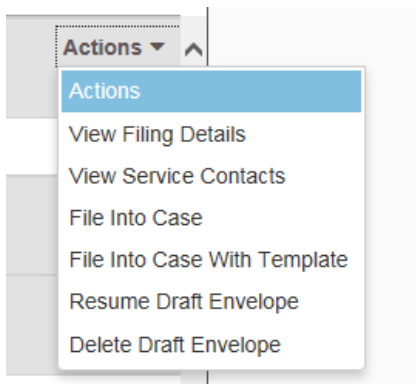 Actions
Actions
View Filing Details
View Service Contacts
File Into Case
File Into Case With Template
Resume Draft Envelope
Delete Draft Envelope